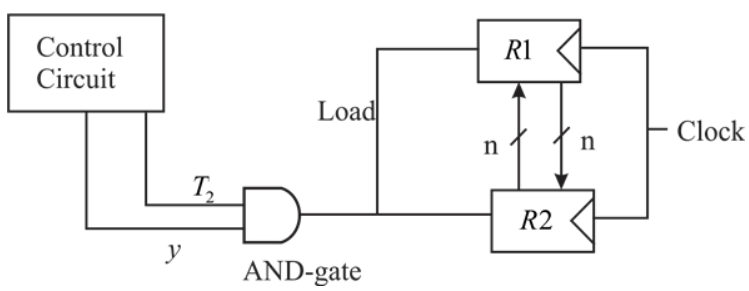 Control
Circuit
R1
Load
n
n
Clock
T2
R2
y
AND-gate